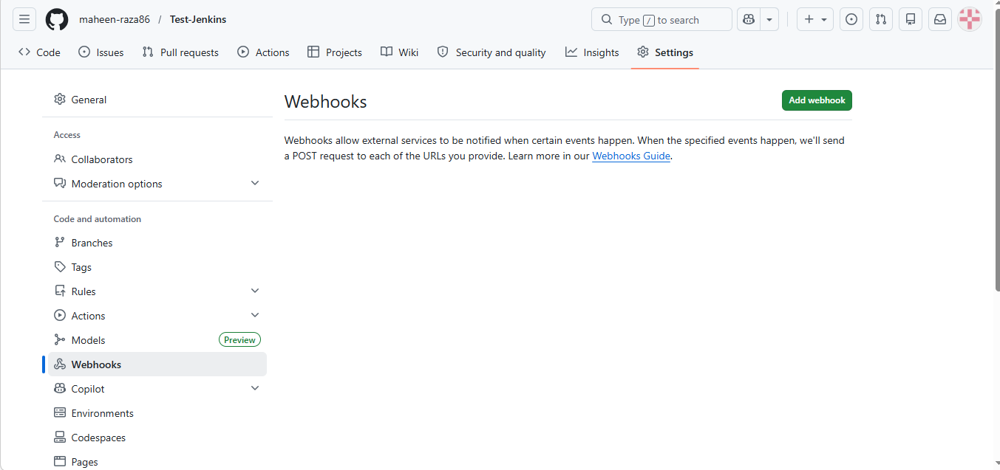 maheen-raza86 / Test-Jenkins
Type / to search
Code
Issues
Pull requests
Actions
Projects
Wiki
Security and quality
Insights
Settings
General
Access
Collaborators
Moderation options
Code and automation
Branches
Tags
Rules
Actions
Models
Preview
Webhooks
Copilot
Environments
Codespaces
Pages
Webhooks
Add webhook
Webhooks allow external services to be notified when certain events happen. When the specified events happen, we'll send
a POST request to each of the URLs you provide. Learn more in our Webhooks Guide.